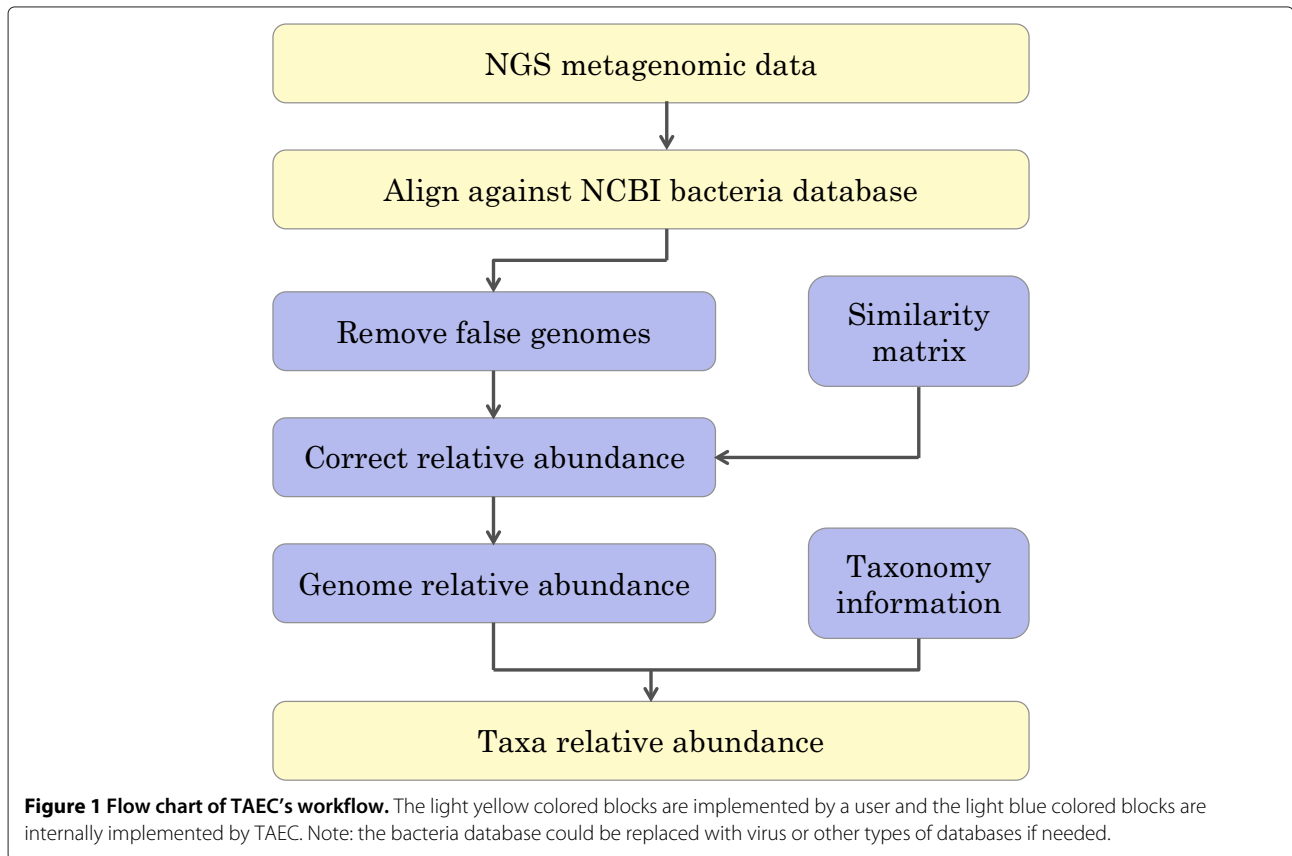 NGS metagenomic data
Align against NCBI bacteria database
Remove false genomes
Similarity
matrix
Correct relative abundance
Genome relative abundance
Taxonomy
information
Taxa relative abundance
Figure 1 Flow chart of TAEC’s workflow. The light yellow colored blocks are implemented by a user and the light blue colored blocks are
internally implemented by TAEC. Note: the bacteria database could be replaced with virus or other types of databases if needed.